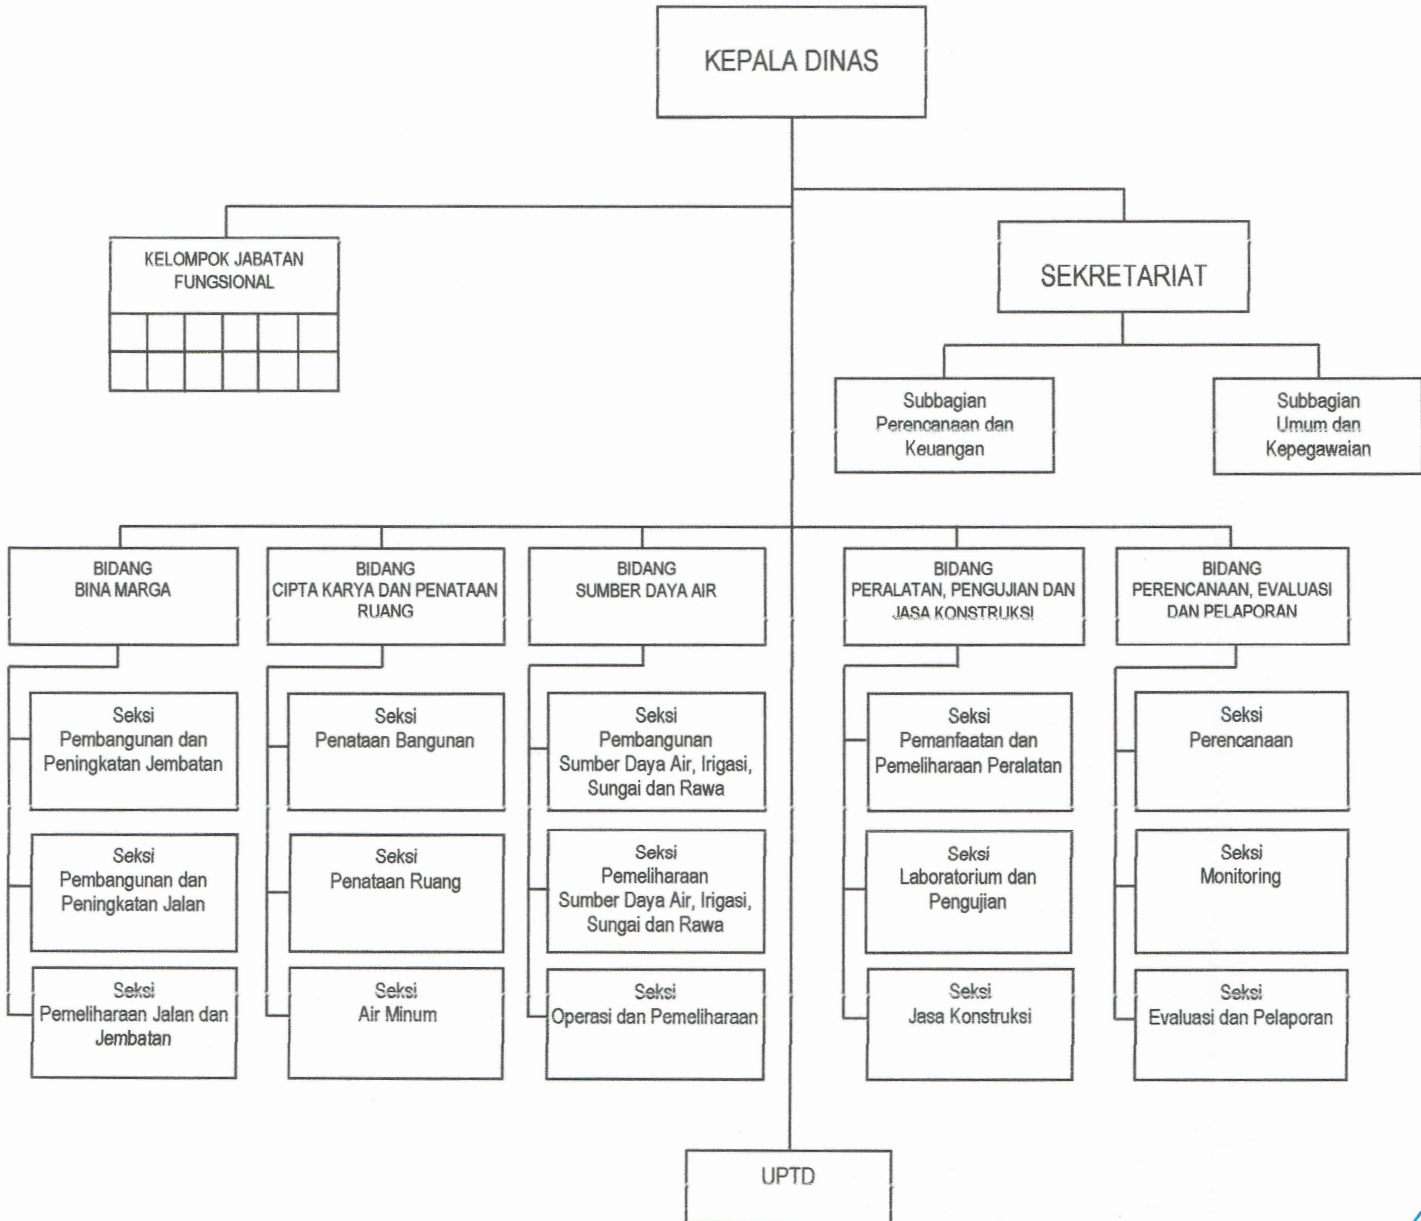 KEPALA DINAS
KELOMPOK JABATAN
FUNGSIONAL
SEKRETARIAT
Subbagian
Perencanaan dan
Keuangan
Subbagian
Umum dan
Kepegawaian
BIDANG
BINA MARGA
BIDANG
CIPTA KARYA DAN PENATAAN
RUANG
BIDANG
SUMBER DAYA AIR
BIDANG
PERALATAN, PENGUJIAN DAN
JASA KONSTRUKSI
BIDANG
PERENCANAAN, EVALUASI
DAN PELAPORAN
Seksi
Pembangunan dan
Peningkatan Jembatan
Seksi
Penataan Bangunan
Seksi
Pembangunan
Sumber Daya Air, Irigasi,
Sungai dan Rawa
Seksi
Pemanfaatan dan
Pemeliharaan Peralatan
Seksi
Perencanaan
Seksi
Pembangunan dan
Peningkatan Jalan
Seksi
Penataan Ruang
Seksi
Pemeliharaan
Sumber Daya Air, Irigasi,
Sungai dan Rawa
Seksi
Laboratorium dan
Pengujian
Seksi
Monitoring
Seksi
Pemeliharaan Jalan dan
Jembatan
Seksi
Air Minum
Seksi
Operasi dan Pemeliharaan
Seksi
Jasa Konstruksi
Seksi
Evaluasi dan Pelaporan
UPTD